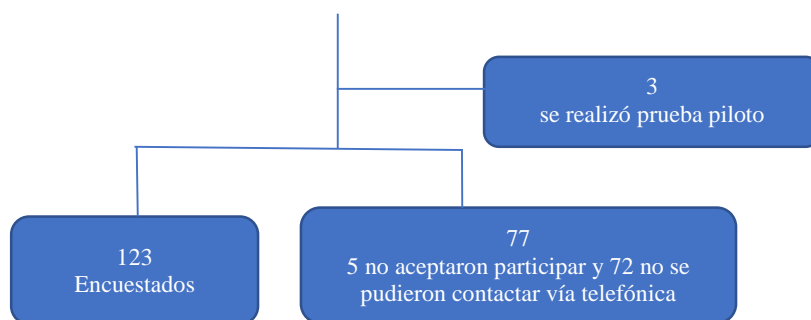 3
se realizó prueba piloto
123
Encuestados
77
5 no aceptaron participar y 72 no se
pudieron contactar vía telefónica